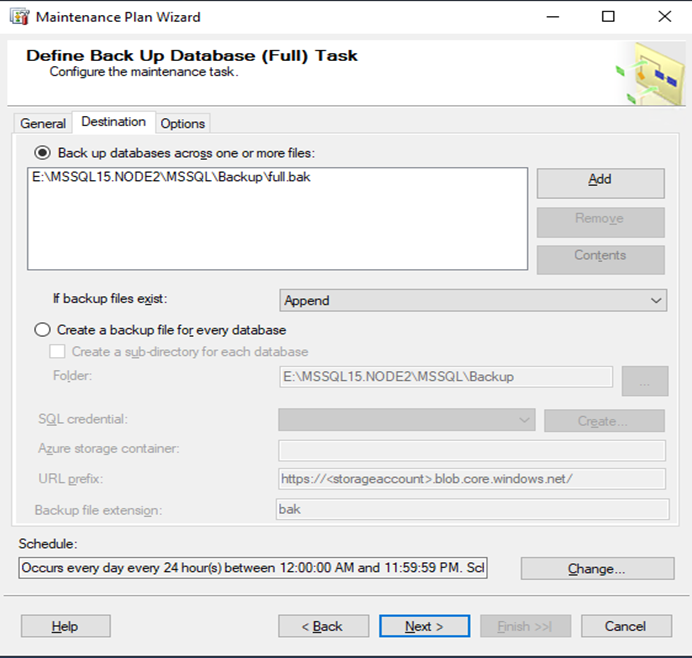 Maintenance Plan Wizard
Define Back Up Database (Full) Task
Configure the maintenance task.
General Destination Options
Back up databases across one or more files:
E:\MSSQL15.NODE2\MSSQL\Backup\full.bak
Add
Remove
Contents
If backup files exist: Append
Create a backup file for every database
Create a sub-directory for each database
Folder: E:\MSSQL15.NODE2\MSSQL\Backup ...
SQL credential: Create...
Azure storage container:
URL prefix: https://<storageaccount>.blob.core.windows.net/
Backup file extension: bak
Schedule:
Occurs every day every 24 hour(s) between 12:00:00 AM and 11:59:59 PM. Scl Change...
Help < Back Next > Finish >>| Cancel